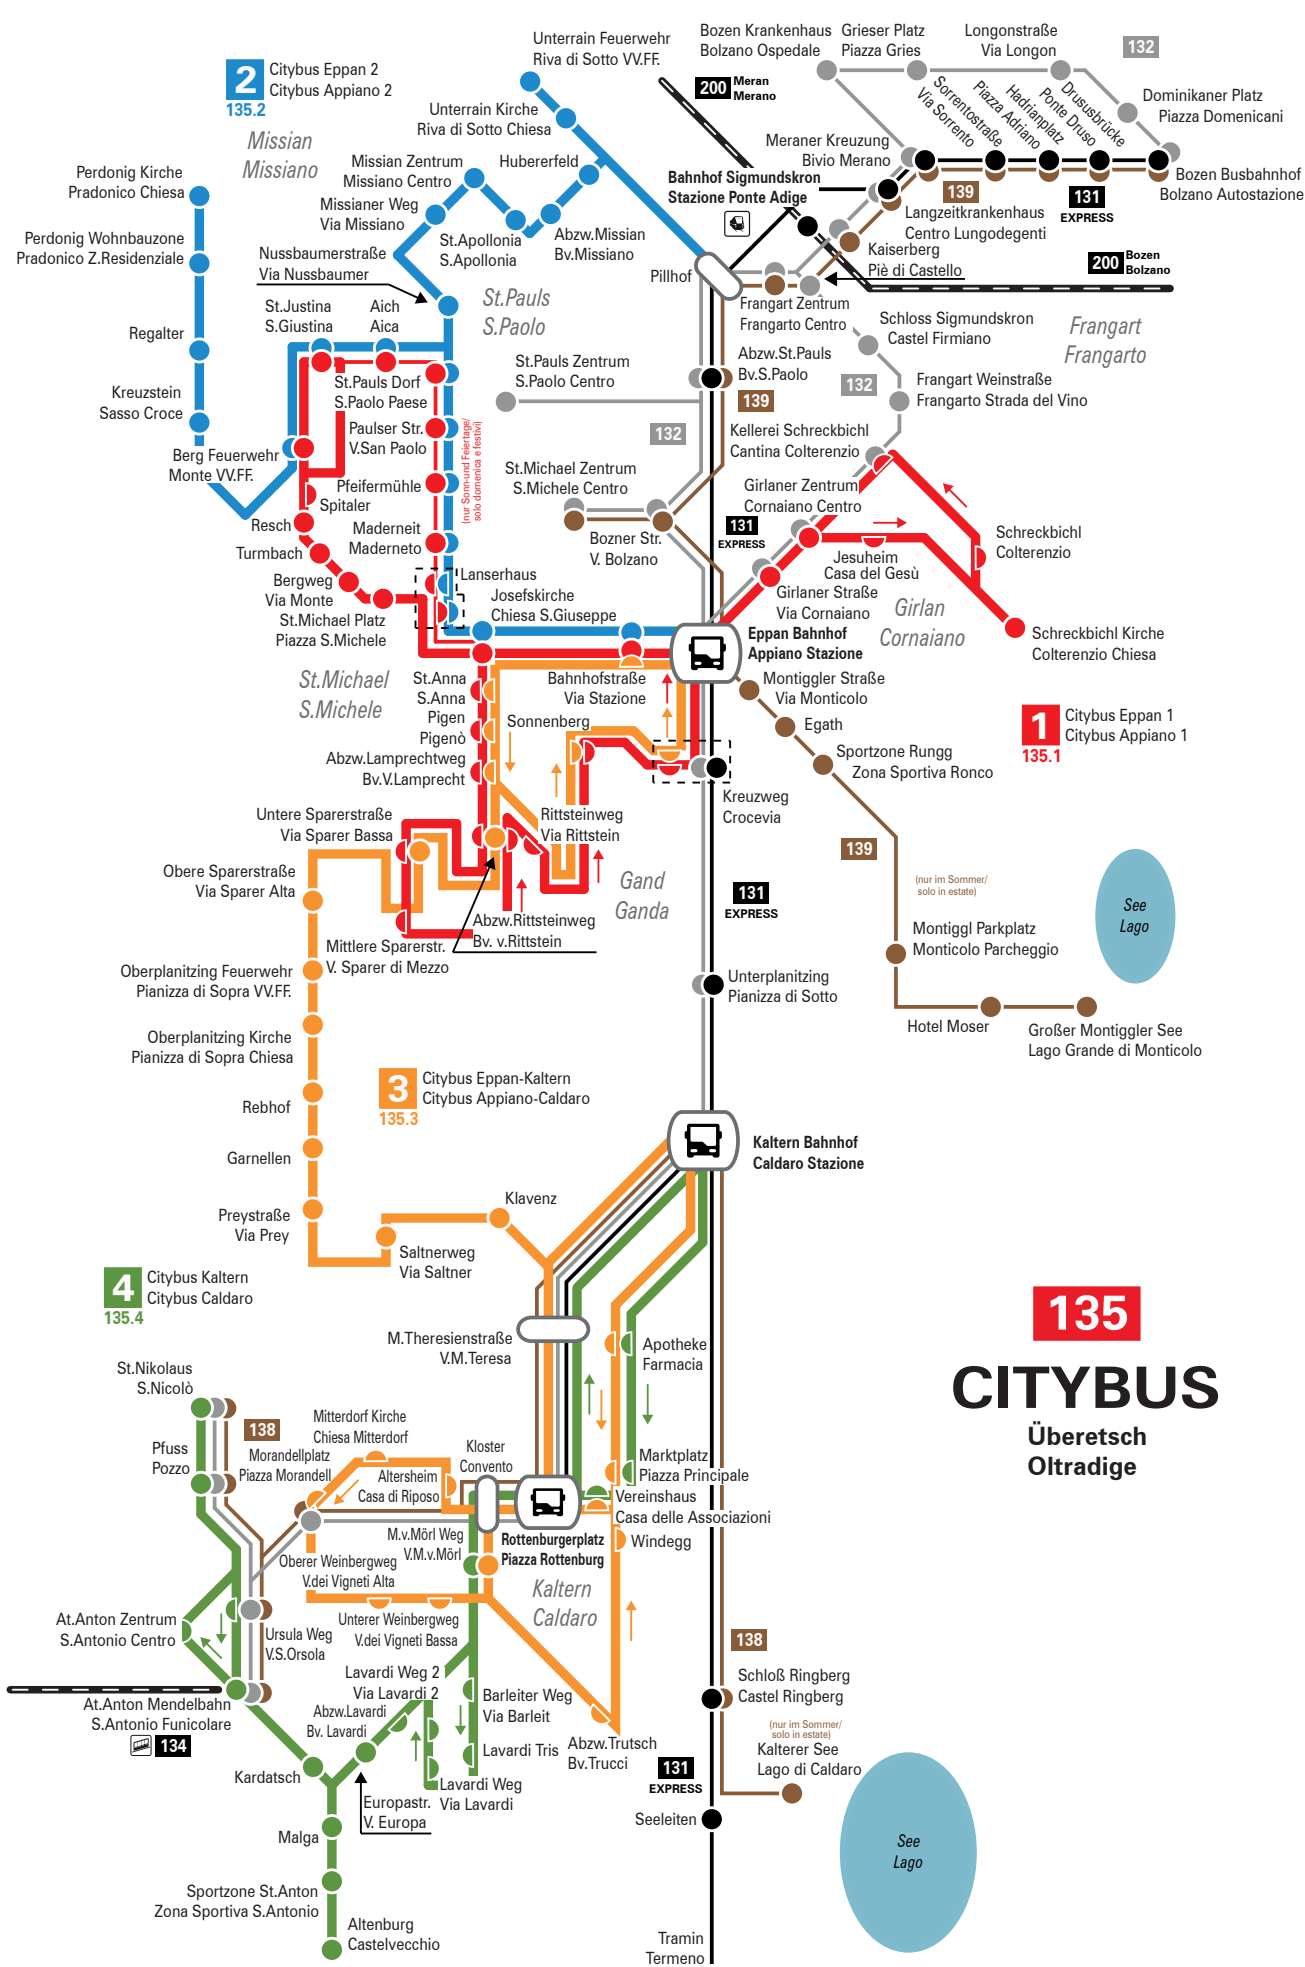 Unterrain Feuerwehr
Riva di Sotto VV.FF.
Bozen Krankenhaus
Bolzano Ospedale
Grieser Platz
Piazza Gries
Longonstraße
Via Longon
132
2
135.2
Citybus Eppan 2
Citybus Appiano 2
200
Meran
Merano
Dominikaner Platz
Piazza Domenicani
Sorrentostraße
Via Sorrento
Hadrianplatz
Piazza Adriano
Drususbrücke
Ponte Druso
Unterrain Kirche
Riva di Sotto Chiesa
Missian
Missiano
Meraner Kreuzung
Bivio Merano
Missian Zentrum
Missiano Centro
Hubererfeld
Perdonig Kirche
Pradonico Chiesa
Bahnhof Sigmundskron
Stazione Ponte Adige
Bozen Busbahnhof
Bolzano Autostazione
139
131
EXPRESS
Missianer Weg
Via Missiano
Langzeitkrankenhaus
Centro Lungodegenti
Perdonig Wohnbauzone
Pradonico Z.Residenziale
St.Apollonia
S.Apollonia
Abzw.Missian
Bv.Missiano
Nussbaumerstraße
Via Nussbaumer
Kaiserberg
Piè di Castello
200
Bozen
Bolzano
Pillhof
St.Justina
S.Giustina
Aich
Aica
St.Pauls
S.Paolo
Frangart Zentrum
Frangarto Centro
Schloss Sigmundskron
Castel Firmiano
Frangart
Frangarto
Regalter
St.Pauls Zentrum
S.Paolo Centro
Abzw.St.Pauls
Bv.S.Paolo
St.Pauls Dorf
S.Paolo Paese
132
Frangart Weinstraße
Frangarto Strada del Vino
Kreuzstein
Sasso Croce
139
132
Paulser Str.
V.San Paolo
(nur Sonn-und Feiertage/
solo domenica e festivi)
Kellerei Schreckbichl
Cantina Colterenzio
Berg Feuerwehr
Monte VV.FF.
St.Michael Zentrum
S.Michele Centro
Girlaner Zentrum
Cornaiano Centro
Pfeifermühle
Spitaler
Resch
Maderneit
Maderneto
131
EXPRESS
Bozner Str.
V. Bolzano
Schreckbichl
Colterenzio
Turmbach
Jesuheim
Casa del Gesù
Bergweg
Via Monte
Lanserhaus
Josefskirche
Chiesa S.Giuseppe
Girlaner Straße
Via Cornaiano
Girlan
Cornaiano
St.Michael Platz
Piazza S.Michele
Eppan Bahnhof
Appiano Stazione
Schreckbichl Kirche
Colterenzio Chiesa
St.Michael
S.Michele
St.Anna
S.Anna
Bahnhofstraße
Via Stazione
Montiggler Straße
Via Monticolo
Pigen
Pigenò
Sonnenberg
Egath
1
135.1
Citybus Eppan 1
Citybus Appiano 1
Abzw.Lamprechtweg
Bv.V.Lamprecht
Sportzone Rungg
Zona Sportiva Ronco
Kreuzweg
Crocevia
Untere Sparerstraße
Via Sparer Bassa
Rittsteinweg
Via Rittstein
139
Obere Sparerstraße
Via Sparer Alta
Gand
Ganda
131
EXPRESS
(nur im Sommer/
solo in estate)
See
Lago
Abzw.Rittsteinweg
Bv. v.Rittstein
Mittlere Sparerstr.
V. Sparer di Mezzo
Montiggl Parkplatz
Monticolo Parcheggio
Oberplanitzing Feuerwehr
Pianizza di Sopra VV.FF.
Unterplanitzing
Pianizza di Sotto
Hotel Moser
Großer Montiggler See
Lago Grande di Monticolo
Oberplanitzing Kirche
Pianizza di Sopra Chiesa
3
135.3
Citybus Eppan-Kaltern
Citybus Appiano-Caldaro
Rebhof
Garnellen
Kaltern Bahnhof
Caldaro Stazione
Preystraße
Via Prey
Klavenz
Saltnerweg
Via Saltner
4
135.4
Citybus Kaltern
Citybus Caldaro
135
CITYBUS
Überetsch
Oltradige
M.Theresienstraße
V.M.Teresa
Apotheke
Farmacia
St.Nikolaus
S.Nicolò
138
Mitterdorf Kirche
Chiesa Mitterdorf
Pfuss
Pozzo
Morandellplatz
Piazza Morandell
Altersheim
Casa di Riposo
Kloster
Convento
Marktplatz
Piazza Principale
Vereinshaus
Casa delle Associazioni
M.v.Mörl Weg
V.M.v.Mörl
Rottenburgerplatz
Piazza Rottenburg
Windegg
Oberer Weinbergweg
V.dei Vigneti Alta
Kaltern
Caldaro
At.Anton Zentrum
S.Antonio Centro
Unterer Weinbergweg
V.dei Vigneti Bassa
Ursula Weg
V.S.Orsola
138
Lavardi Weg 2
Via Lavardi 2
Schloß Ringberg
Castel Ringberg
At.Anton Mendelbahn
S.Antonio Funicolare
134
Abzw.Lavardi
Bv. Lavardi
Barleiter Weg
Via Barleit
(nur im Sommer/
solo in estate)
Kalterer See
Lago di Caldaro
Lavardi Tris
Abzw.Trutsch
Bv.Trucci
131
EXPRESS
Kardatsch
Lavardi Weg
Via Lavardi
Europastr.
V. Europa
Seeleiten
Malga
See
Lago
Sportzone St.Anton
Zona Sportiva S.Antonio
Altenburg
Castelvecchio
Tramin
Termeno